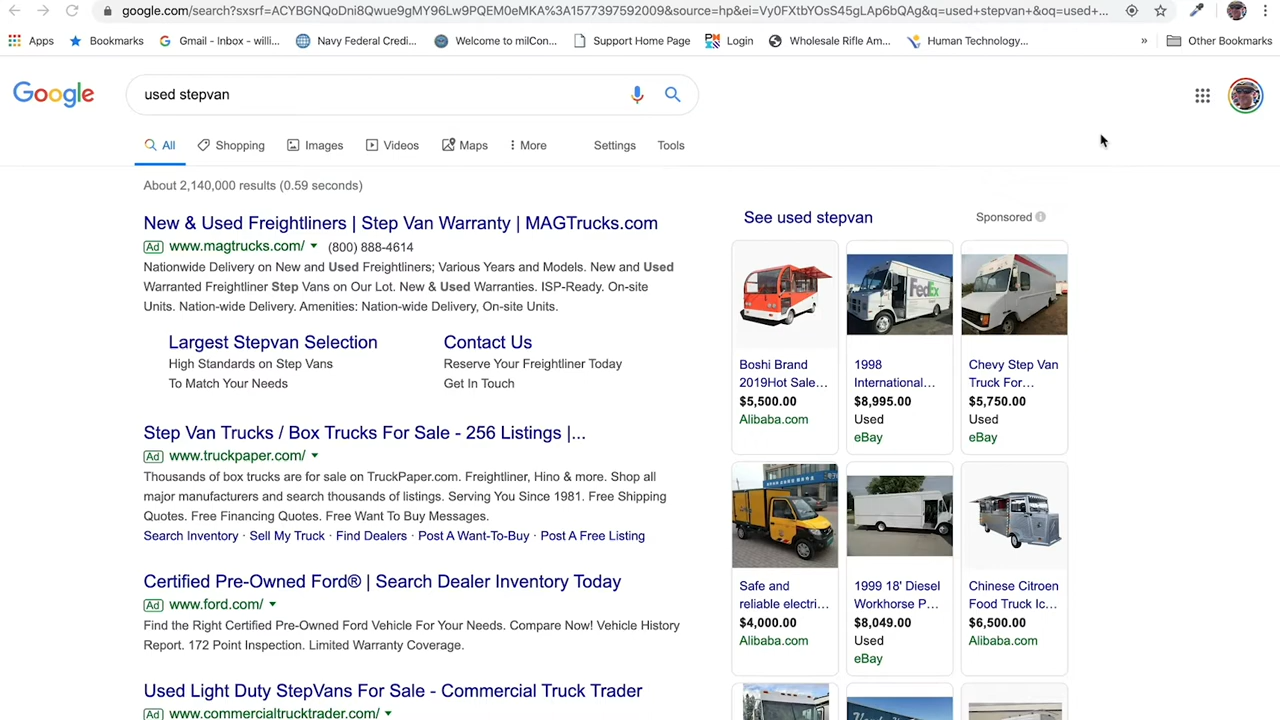 google.com/search?sxsrf=ACYBGNQoDni8Qwue9gMY96Lw9PQEM0eMKA%3A1577397592009&source=hp&ei=Vy0FXtbYOsS45gLAp6bQAg&q=used+stepvan+&oq=used+...
Apps
Bookmarks
Gmail - Inbox - willi...
Navy Federal Credi...
Welcome to milCon...
Support Home Page
Login
Wholesale Rifle Am...
Human Technology...
»
Other Bookmarks
Google
used stepvan
All
Shopping
Images
Videos
Maps
More
Settings
Tools
About 2,140,000 results (0.59 seconds)
New & Used Freightliners | Step Van Warranty | MAGTrucks.com
Ad www.magtrucks.com/ (800) 888-4614
Nationwide Delivery on New and Used Freightliners; Various Years and Models. New and Used
Warranted Freightliner Step Vans on Our Lot. New & Used Warranties. ISP-Ready. On-site
Units. Nation-wide Delivery. Amenities: Nation-wide Delivery, On-site Units.
Largest Stepvan Selection
High Standards on Step Vans
To Match Your Needs
Contact Us
Reserve Your Freightliner Today
Get In Touch
Step Van Trucks / Box Trucks For Sale - 256 Listings |...
Ad www.truckpaper.com/
Thousands of box trucks are for sale on TruckPaper.com. Freightliner, Hino & more. Shop all
major manufacturers and search thousands of listings. Serving You Since 1981. Free Shipping
Quotes. Free Financing Quotes. Free Want To Buy Messages.
Search Inventory · Sell My Truck · Find Dealers · Post A Want-To-Buy · Post A Free Listing
Certified Pre-Owned Ford® | Search Dealer Inventory Today
Ad www.ford.com/
Find the Right Certified Pre-Owned Ford Vehicle For Your Needs. Compare Now! Vehicle History
Report. 172 Point Inspection. Limited Warranty Coverage.
Used Light Duty StepVans For Sale - Commercial Truck Trader
Ad www.commercialtrucktrader.com/
See used stepvan
Sponsored
Boshi Brand
2019Hot Sale...
$5,500.00
Alibaba.com
FedEx
1998
International...
$8,995.00
Used
eBay
Chevy Step Van
Truck For...
$5,750.00
Used
eBay
Safe and
reliable electri...
$4,000.00
Alibaba.com
1999 18' Diesel
Workhorse P...
$8,049.00
Used
eBay
Chinese Citroen
Food Truck Ic...
$6,500.00
Alibaba.com